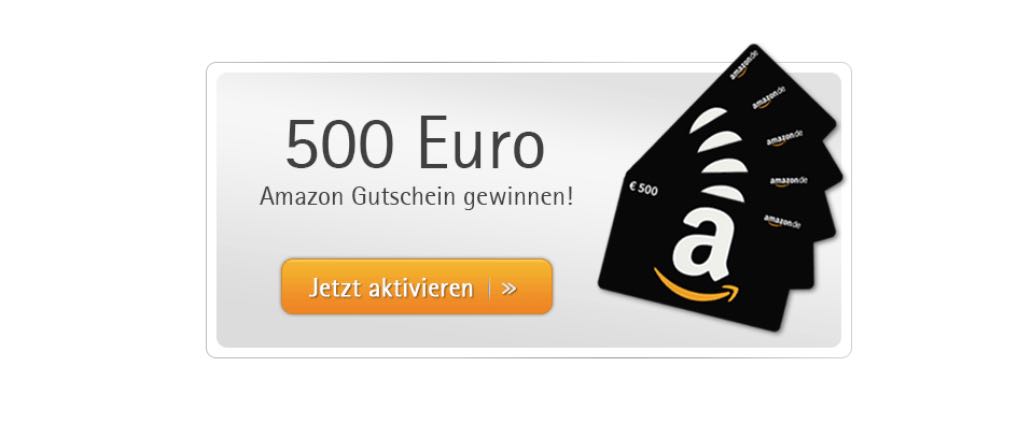 500 Euro
Amazon Gutschein gewinnen!
Jetzt aktivieren | »
€ 500
a
amazon.de
amazon.de
amazon.de
amazon.de
amazon.de